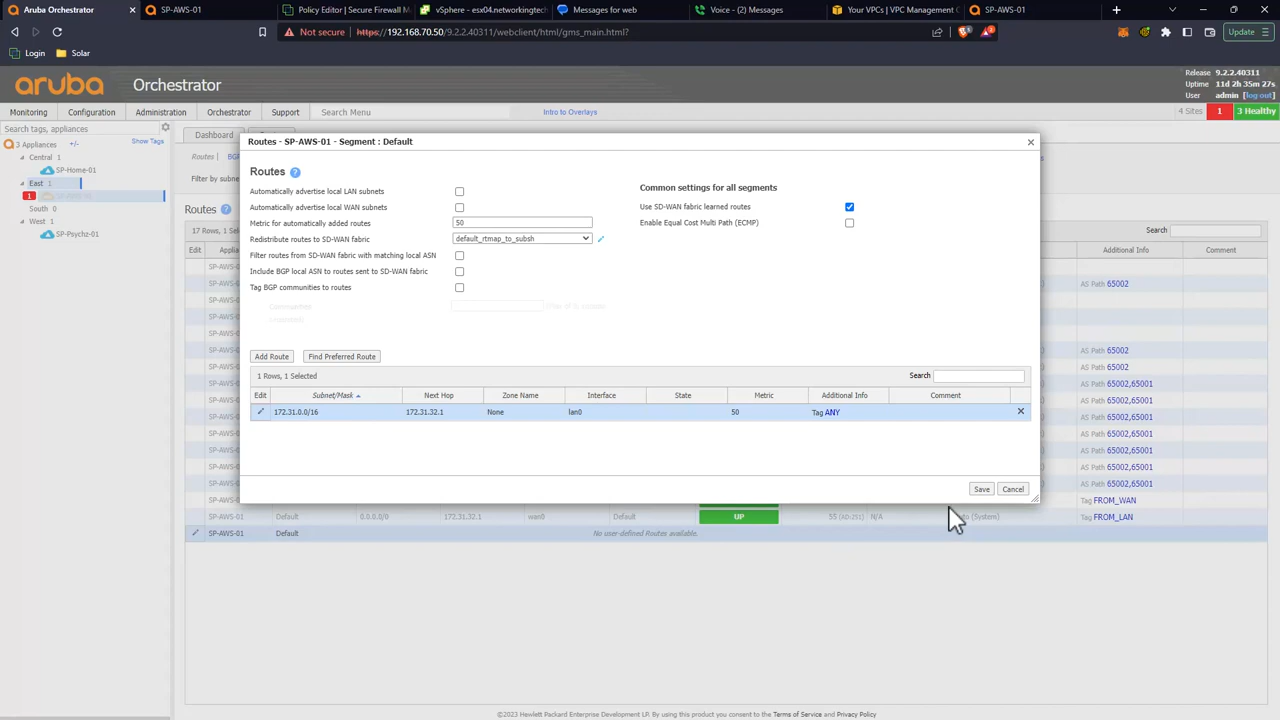 Aruba Orchestrator
SP-AWS-01
Policy Editor | Secure Firewall M
vSphere - esx04.networkingtech
Messages for web
Voice - (2) Messages
Your VPCs | VPC Management C
SP-AWS-01
Not secure
https://192.168.70.50/9.2.2.40311/webclient/html/gms_main.html?
Update
Login
Solar
aruba
Orchestrator
Release 9.2.2.40311
Uptime 11d 2h 35m 27s
User admin [log out]
Monitoring
Configuration
Administration
Orchestrator
Support
Search Menu
Intro to Overlays
4 Sites
1
3 Healthy
Search tags, appliances
3 Appliances
+/-
Show Tags
Central 1
SP-Home-01
East 1
1
South 0
West 1
SP-Psychz-01
Dashboard
Routes
Filter by subne
Routes
17 Rows, 1 Sele
Search
Edit
Additional Info
Comment
AS Path 65002
AS Path 65002
AS Path 65002
AS Path 65002,65001
AS Path 65002,65001
AS Path 65002,65001
AS Path 65002,65001
AS Path 65002,65001
AS Path 65002,65001
AS Path 65002,65001
Tag FROM_WAN
SP-AWS-01 Default 0.0.0.0/0 172.31.32.1 wan0 Default UP 55 (AD:251) N/A (System) Tag FROM_LAN
SP-AWS-01 Default No user-defined Routes available.
Routes - SP-AWS-01 - Segment : Default
Routes
Automatically advertise local LAN subnets
Automatically advertise local WAN subnets
Metric for automatically added routes 50
Redistribute routes to SD-WAN fabric default_rtmap_to_subsh
Filter routes from SD-WAN fabric with matching local ASN
Include BGP local ASN to routes sent to SD-WAN fabric
Tag BGP communities to routes
Communities
Common settings for all segments
Use SD-WAN fabric learned routes
Enable Equal Cost Multi Path (ECMP)
Add Route
Find Preferred Route
1 Rows, 1 Selected
Search
Edit Subnet/Mask Next Hop Zone Name Interface State Metric Additional Info Comment
172.31.0.0/16 172.31.32.1 None lan0 50 Tag ANY
Save
Cancel
©2023 Hewlett Packard Enterprise Development LP. By using this product you consent to the Terms of Service and Privacy Policy